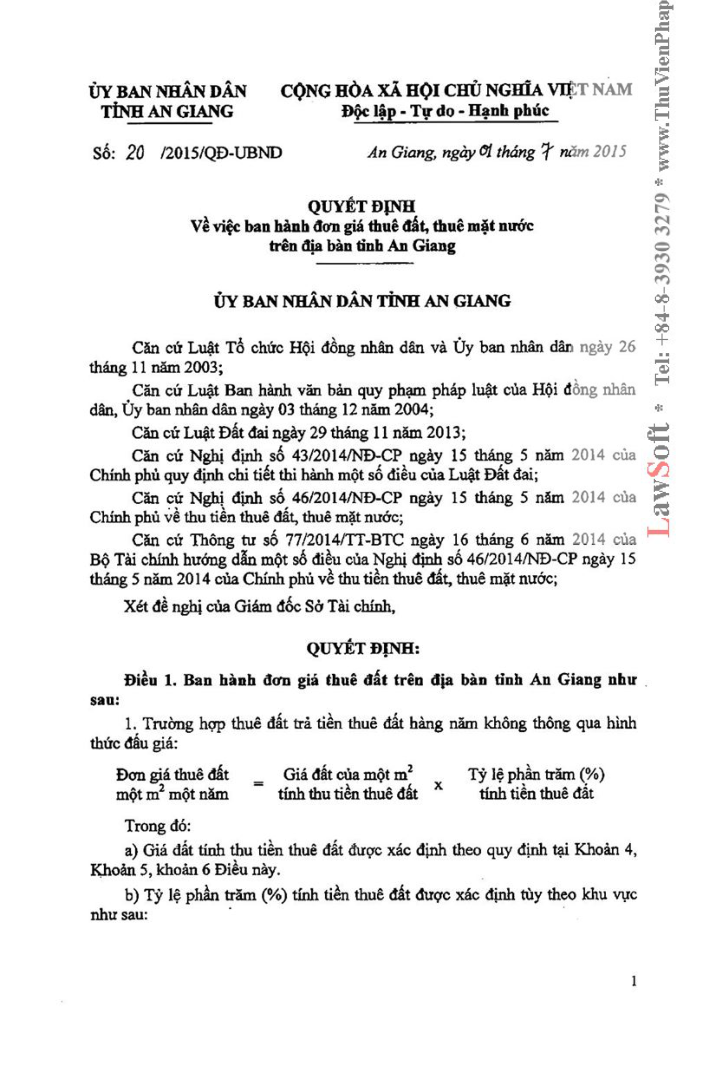 ỦY BAN NHÂN DÂN
TỈNH AN GIANG
CỘNG HÒA XÃ HỘI CHỦ NGHĨA VIỆT NAM
Độc lập - Tự do - Hạnh phúc
Số: 20 /2015/QĐ-UBND
An Giang, ngày 01 tháng 7 năm 2015
QUYẾT ĐỊNH
Về việc ban hành đơn giá thuê đất, thuê mặt nước
trên địa bàn tỉnh An Giang
ỦY BAN NHÂN DÂN TỈNH AN GIANG
Căn cứ Luật Tổ chức Hội đồng nhân dân và Ủy ban nhân dân ngày 26
tháng 11 năm 2003;
Căn cứ Luật Ban hành văn bản quy phạm pháp luật của Hội đồng nhân
dân, Ủy ban nhân dân ngày 03 tháng 12 năm 2004;
Căn cứ Luật Đất đai ngày 29 tháng 11 năm 2013;
Căn cứ Nghị định số 43/2014/NĐ-CP ngày 15 tháng 5 năm 2014 của
Chính phủ quy định chi tiết thi hành một số điều của Luật Đất đai;
Căn cứ Nghị định số 46/2014/NĐ-CP ngày 15 tháng 5 năm 2014 của
Chính phủ về thu tiền thuê đất, thuê mặt nước;
Căn cứ Thông tư số 77/2014/TT-BTC ngày 16 tháng 6 năm 2014 của
Bộ Tài chính hướng dẫn một số điều của Nghị định số 46/2014/NĐ-CP ngày 15
tháng 5 năm 2014 của Chính phủ về thu tiền thuê đất, thuê mặt nước;
Xét đề nghị của Giám đốc Sở Tài chính,
QUYẾT ĐỊNH:
Điều 1. Ban hành đơn giá thuê đất trên địa bàn tỉnh An Giang như
sau:
1. Trường hợp thuê đất trả tiền thuê đất hàng năm không thông qua hình
thức đấu giá:
Đơn giá thuê đất = Giá đất của một m² x Tỷ lệ phần trăm (%)
một m² một năm tính thu tiền thuê đất tính tiền thuê đất
Trong đó:
a) Giá đất tính thu tiền thuê đất được xác định theo quy định tại Khoản 4,
Khoản 5, khoản 6 Điều này.
b) Tỷ lệ phần trăm (%) tính tiền thuê đất được xác định tùy theo khu vực
như sau:
1
LawSoft * Tel: +84-8-3930 3279 * www.ThuVienPhap